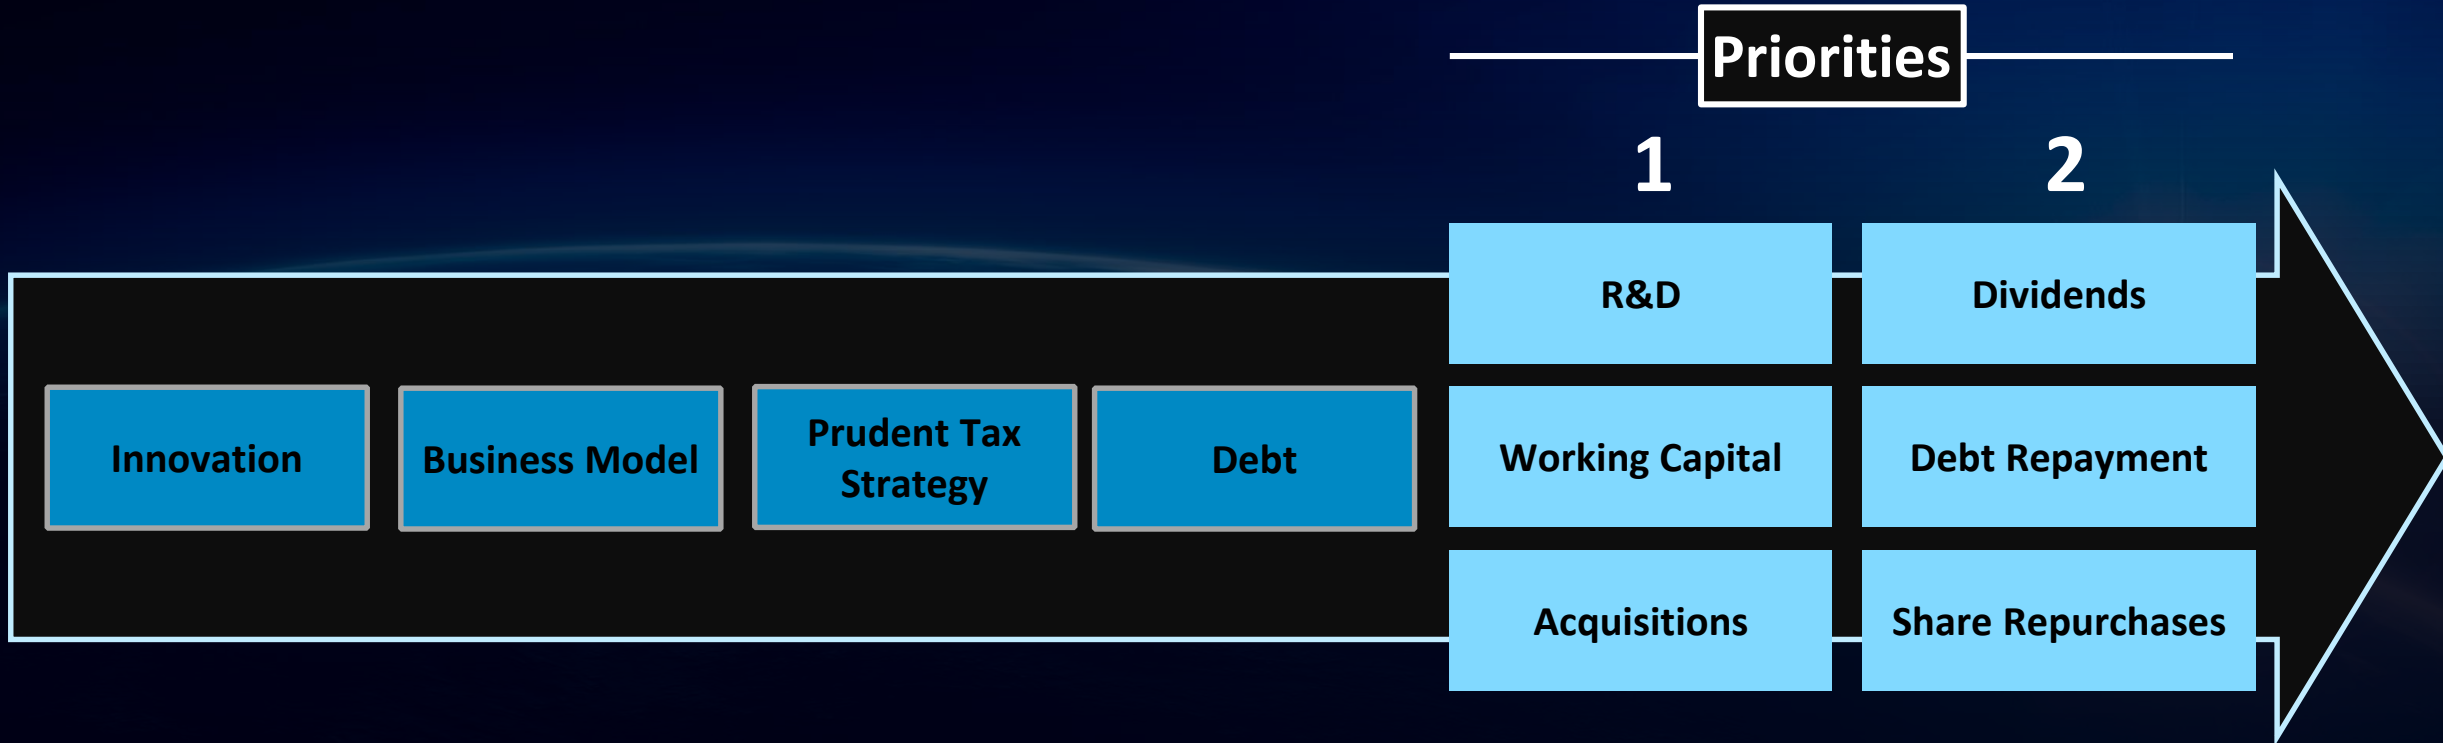 Priorities
1
2
R&D
Dividends
Innovation
Business Model
Prudent Tax
Strategy
Debt
Working Capital
Debt Repayment
Acquisitions
Share Repurchases